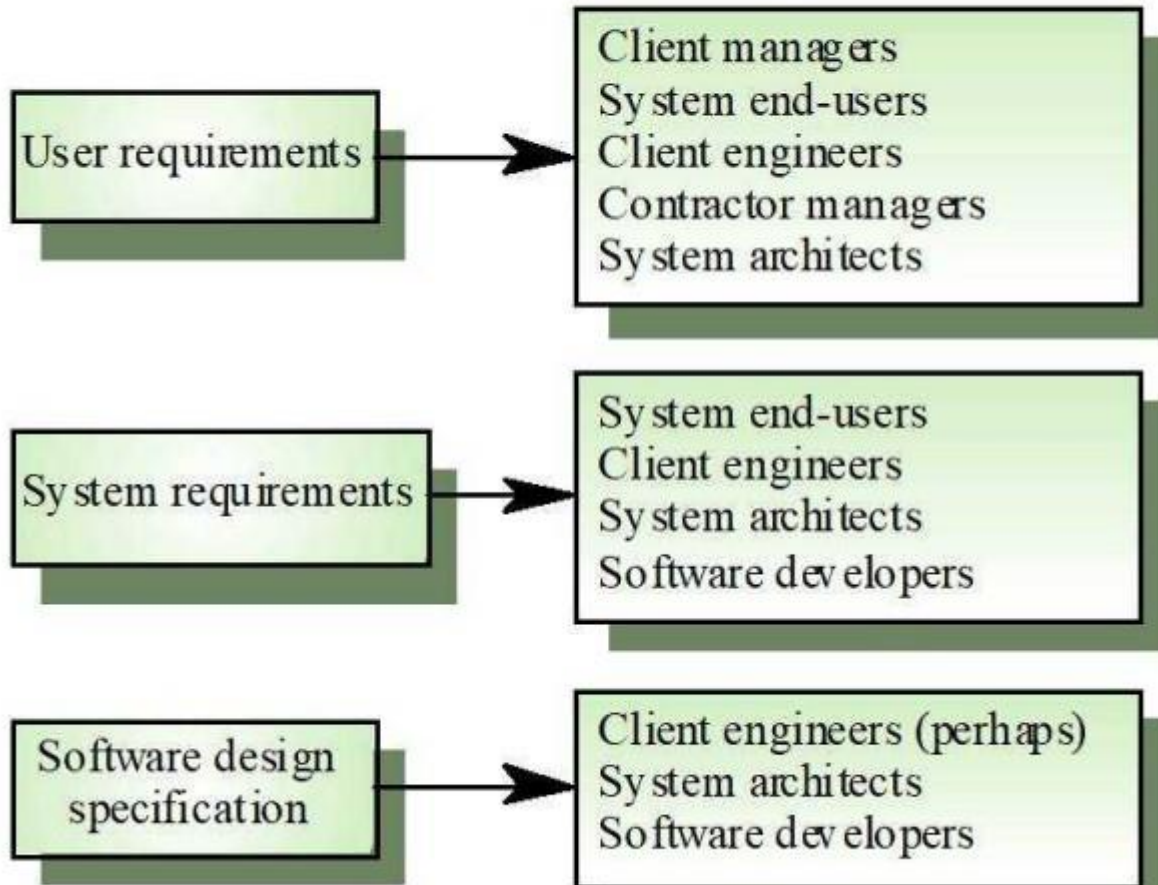 User requirements
Client managers
System end-users
Client engineers
Contractor managers
System architects
System requirements
System end-users
Client engineers
System architects
Software developers
Software design
specification
Client engineers (perhaps)
System architects
Software developers